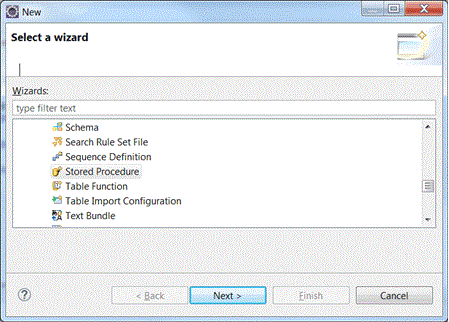 New
Select a wizard
Wizards:
type filter text
Schema
Search Rule Set File
Sequence Definition
Stored Procedure
Table Function
Table Import Configuration
Text Bundle
?
< Back
Next >
Finish
Cancel